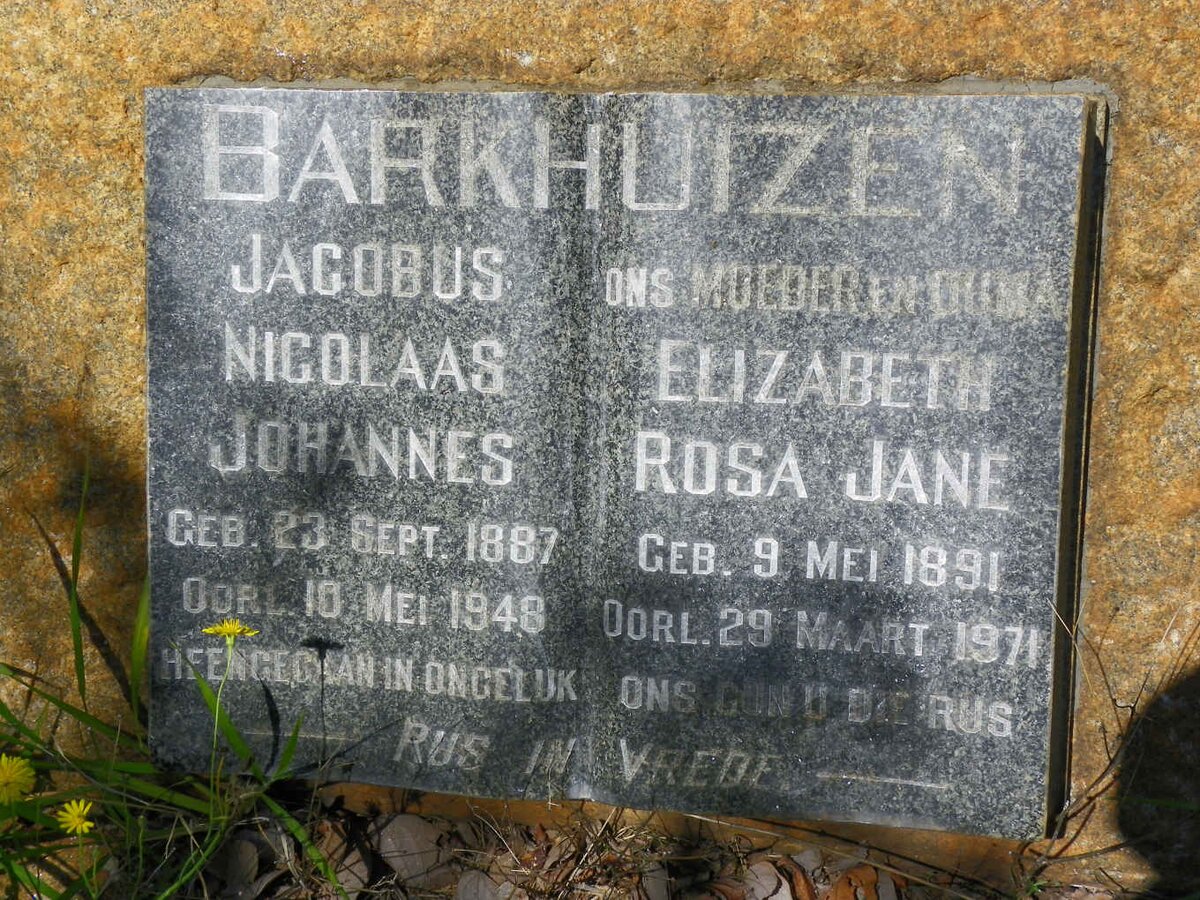 BARKHUIZEN
JACOBUS
NICOLAAS
JOHANNES
GEB. 23 SEPT. 1887
OORL. 10 MEI 1948
HEENGEGAAN IN ONGELUK
ONS MOEDER EN OUMA
ELIZABETH
ROSA JANE
GEB. 9 MEI 1891
OORL. 29 MAART 1971
ONS GUN U DIE RUS
RUS IN VREDE